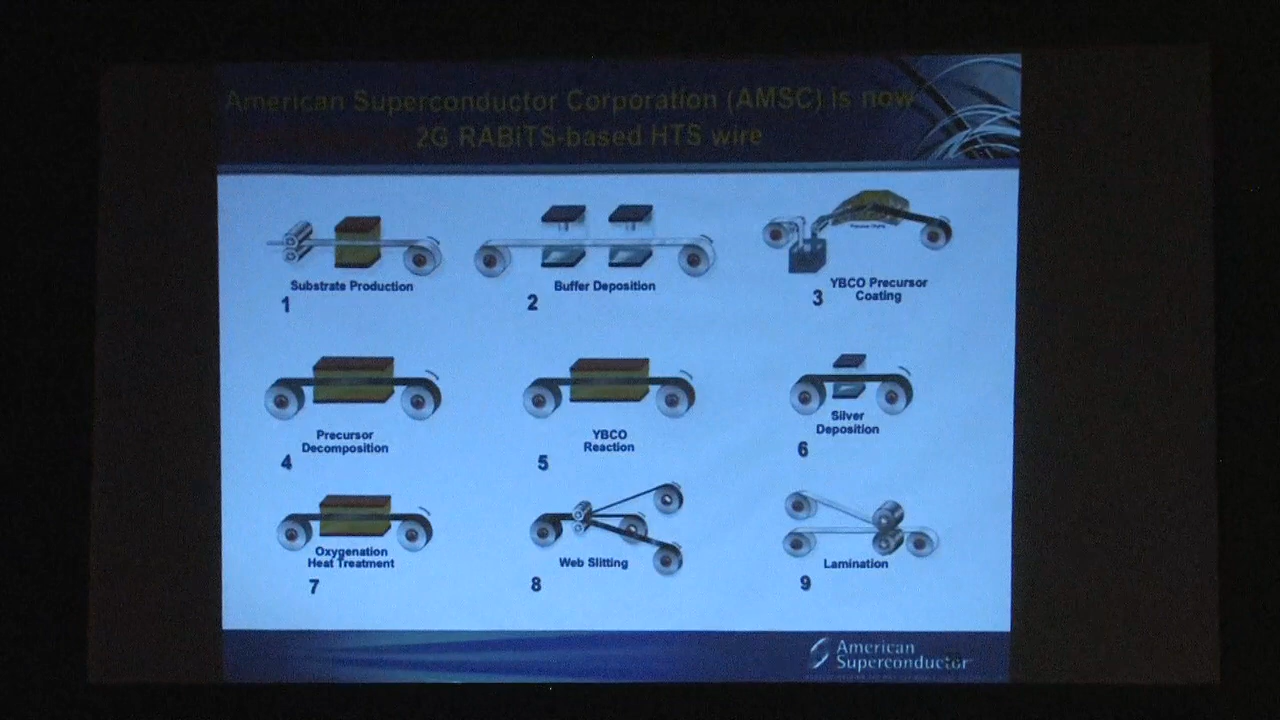 American Superconductor Corporation (AMSC) is now
2G RABiTS-based HTS wire
Substrate Production
1
Buffer Deposition
2
YBCO Precursor
Coating
3
Precursor
Decomposition
4
YBCO
Reaction
5
Silver
Deposition
6
Oxygenation
Heat Treatment
7
Web Slitting
8
Lamination
9
American
Superconductor